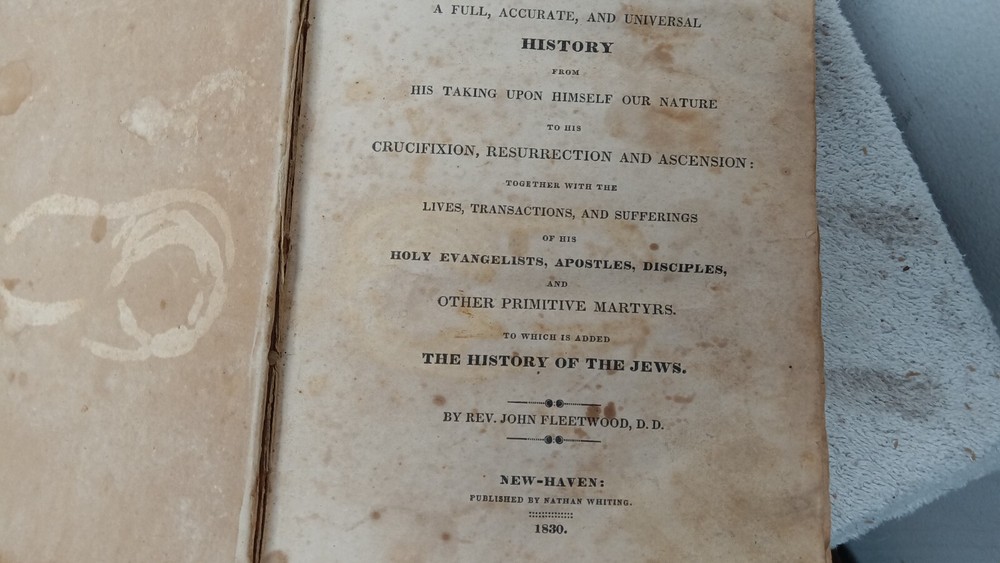 A FULL, ACCURATE, AND UNIVERSAL
HISTORY
FROM
HIS TAKING UPON HIMSELF OUR NATURE
TO HIS
CRUCIFIXION, RESURRECTION AND ASCENSION:
TOGETHER WITH THE
LIVES, TRANSACTIONS, AND SUFFERINGS
OF HIS
HOLY EVANGELISTS, APOSTLES, DISCIPLES,
AND
OTHER PRIMITIVE MARTYRS.
TO WHICH IS ADDED
THE HISTORY OF THE JEWS.
BY REV. JOHN FLEETWOOD, D. D.
NEW-HAVEN:
PUBLISHED BY NATHAN WHITING.
1830.